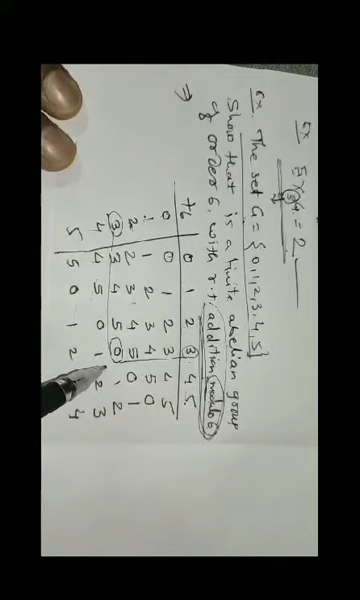 Ex 5 ×₃ 4 = 2
Ex. The set G = {0,1,2,3,4,5}
Show that is a finite abelian group
of order 6, with r.t. addition modulo 6
⇒
+6 0 1 2 3 4 5
0 0 1 2 3 4 5
1 1 2 3 4 5 0
2 2 3 4 5 0 1
3 3 4 5 0 1 2
4 4 5 0 1 2 3
5 5 0 1 2 4